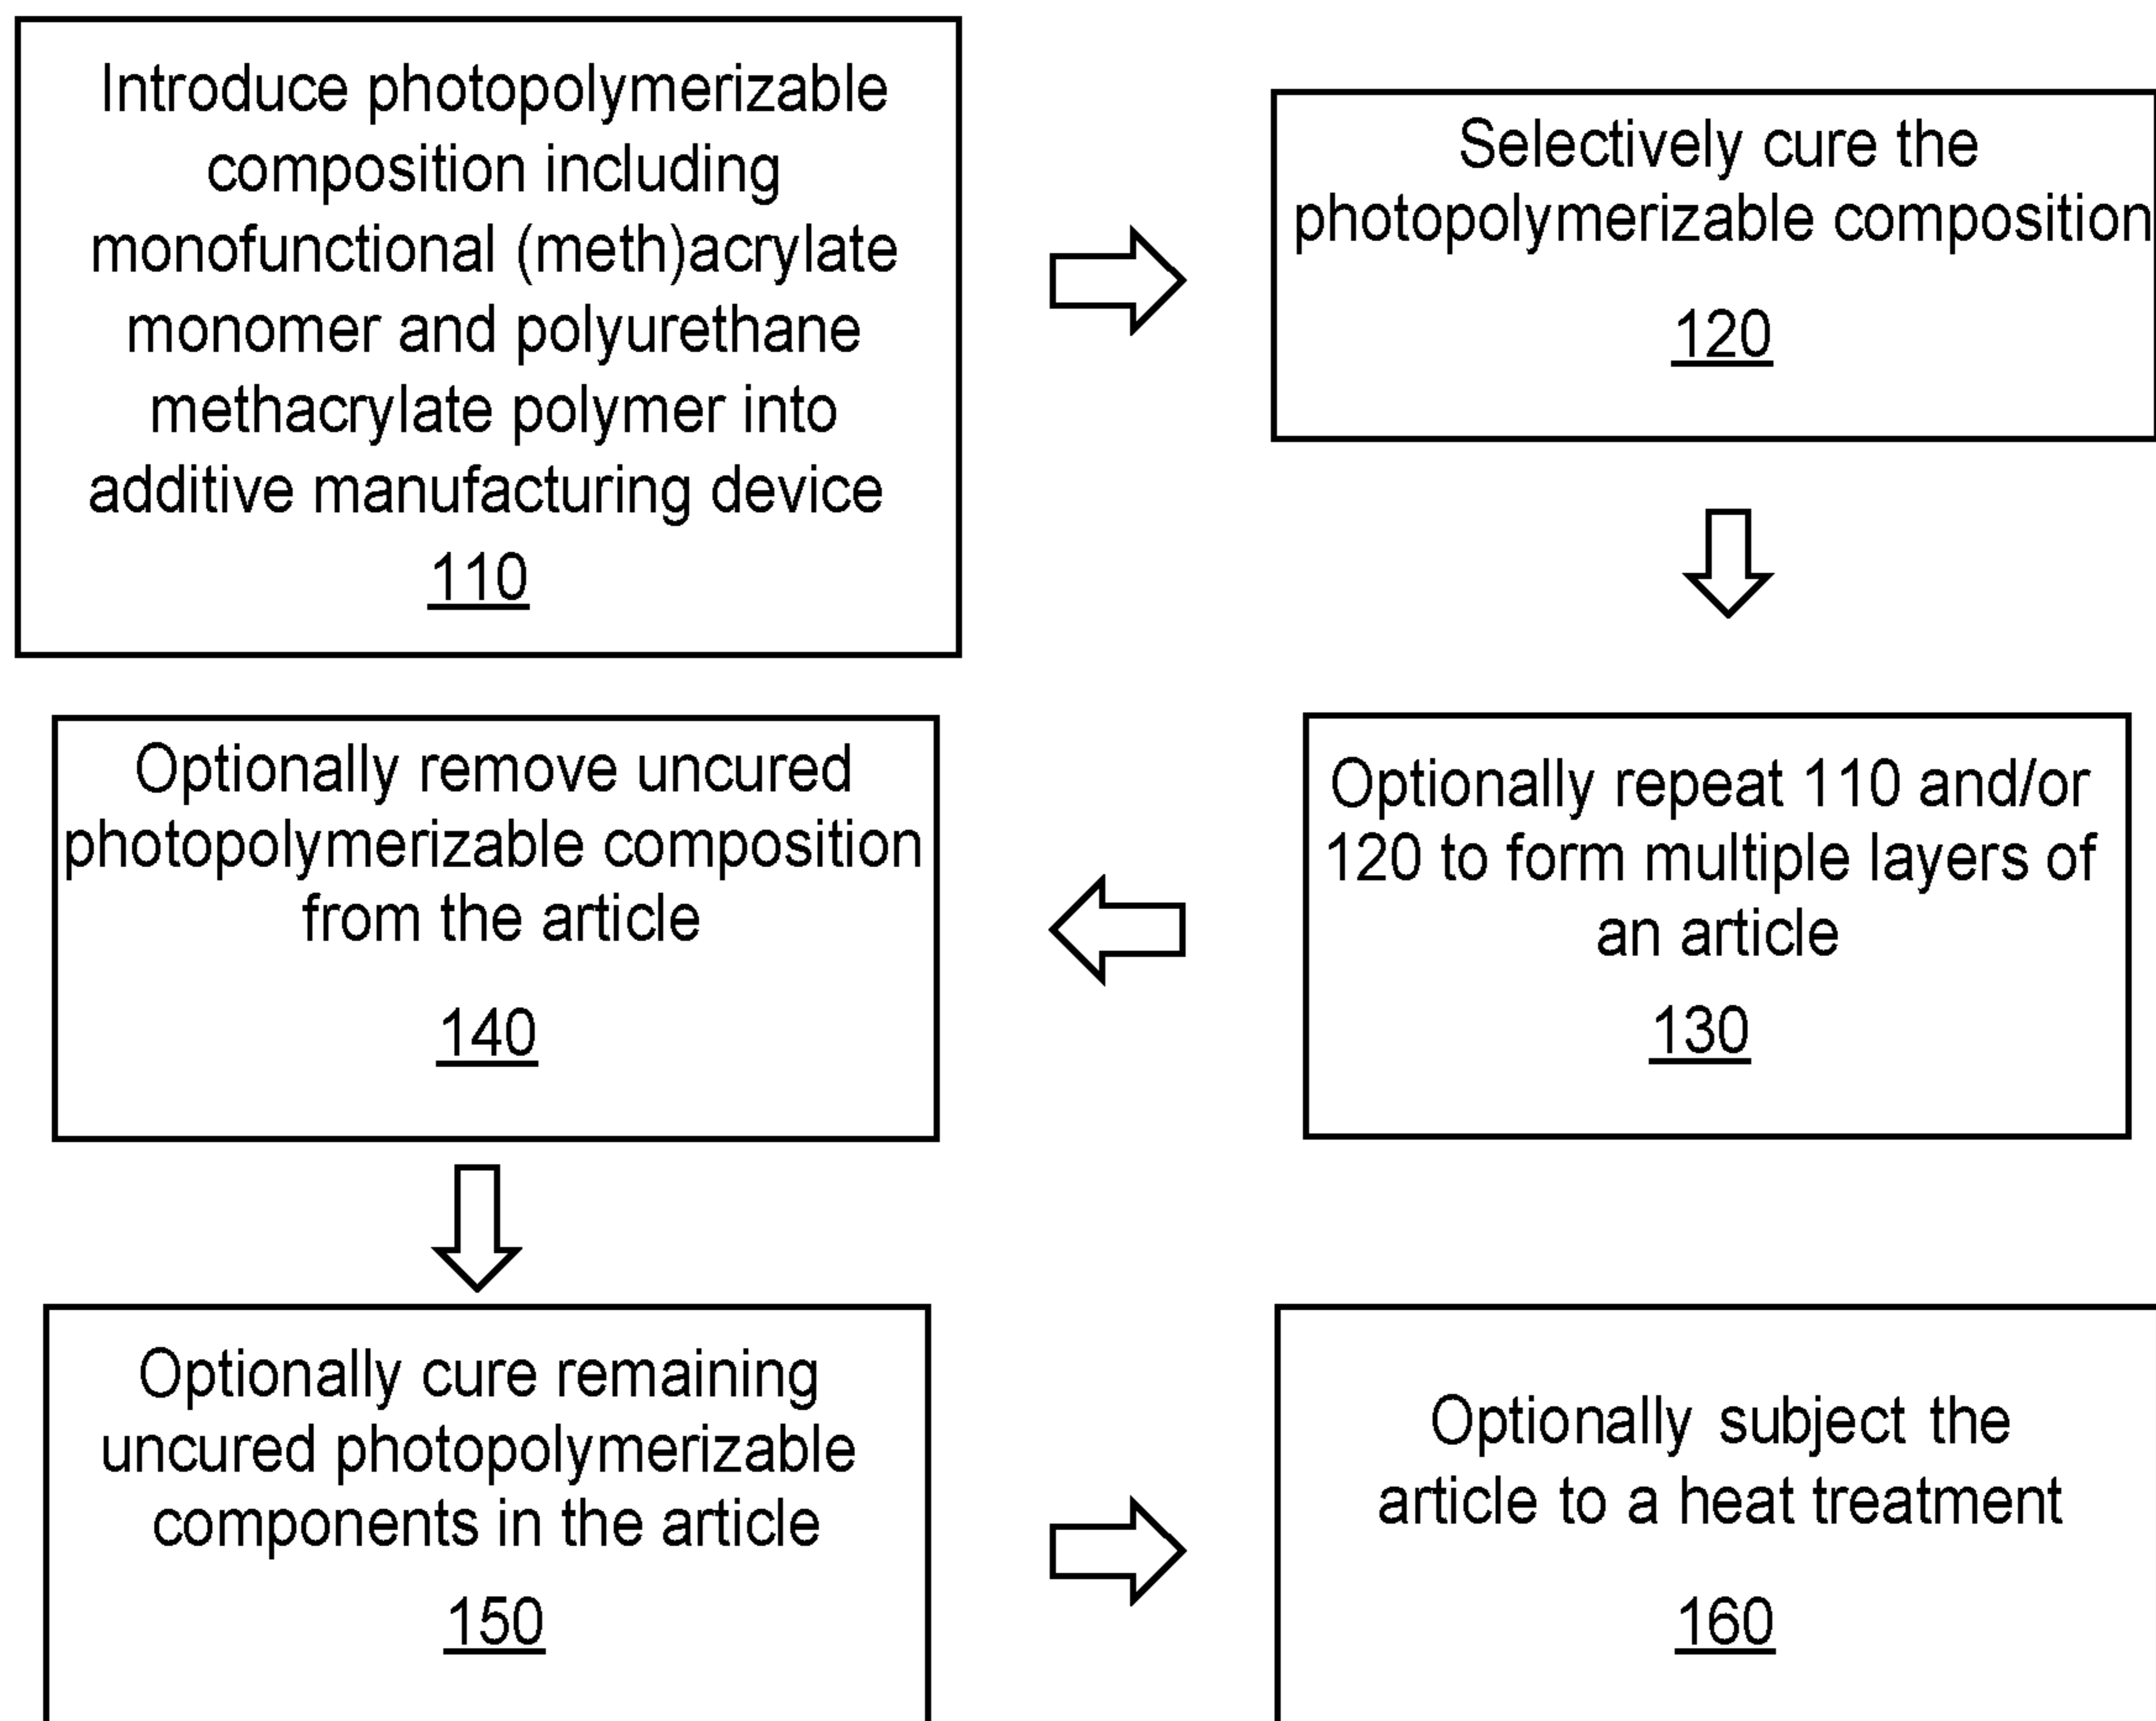 Introduce photopolymerizable
composition including
monofunctional (meth)acrylate
monomer and polyurethane
methacrylate polymer into
additive manufacturing device
110
Selectively cure the
photopolymerizable composition
120
Optionally repeat 110 and/or
120 to form multiple layers of
an article
130
Optionally remove uncured
photopolymerizable composition
from the article
140
Optionally cure remaining
uncured photopolymerizable
components in the article
150
Optionally subject the
article to a heat treatment
160